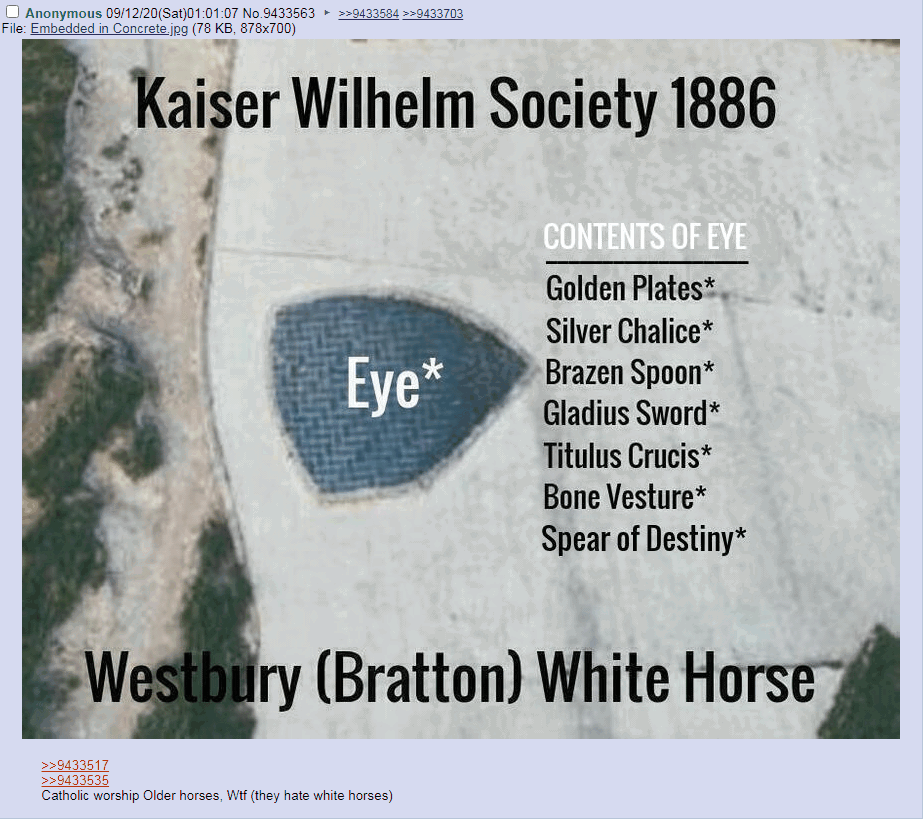 Anonymous 09/12/20(Sat)01:01:07 No.9433563 ▸ >>9433584 >>9433703
File: Embedded in Concrete.jpg (78 KB, 878x700)
Kaiser Wilhelm Society 1886
CONTENTS OF EYE
Golden Plates*
Silver Chalice*
Eye*
Brazen Spoon*
Gladius Sword*
Titulus Crucis*
Bone Vesture*
Spear of Destiny*
Westbury (Bratton) White Horse
>>9433517
>>9433535
Catholic worship Older horses, Wtf (they hate white horses)